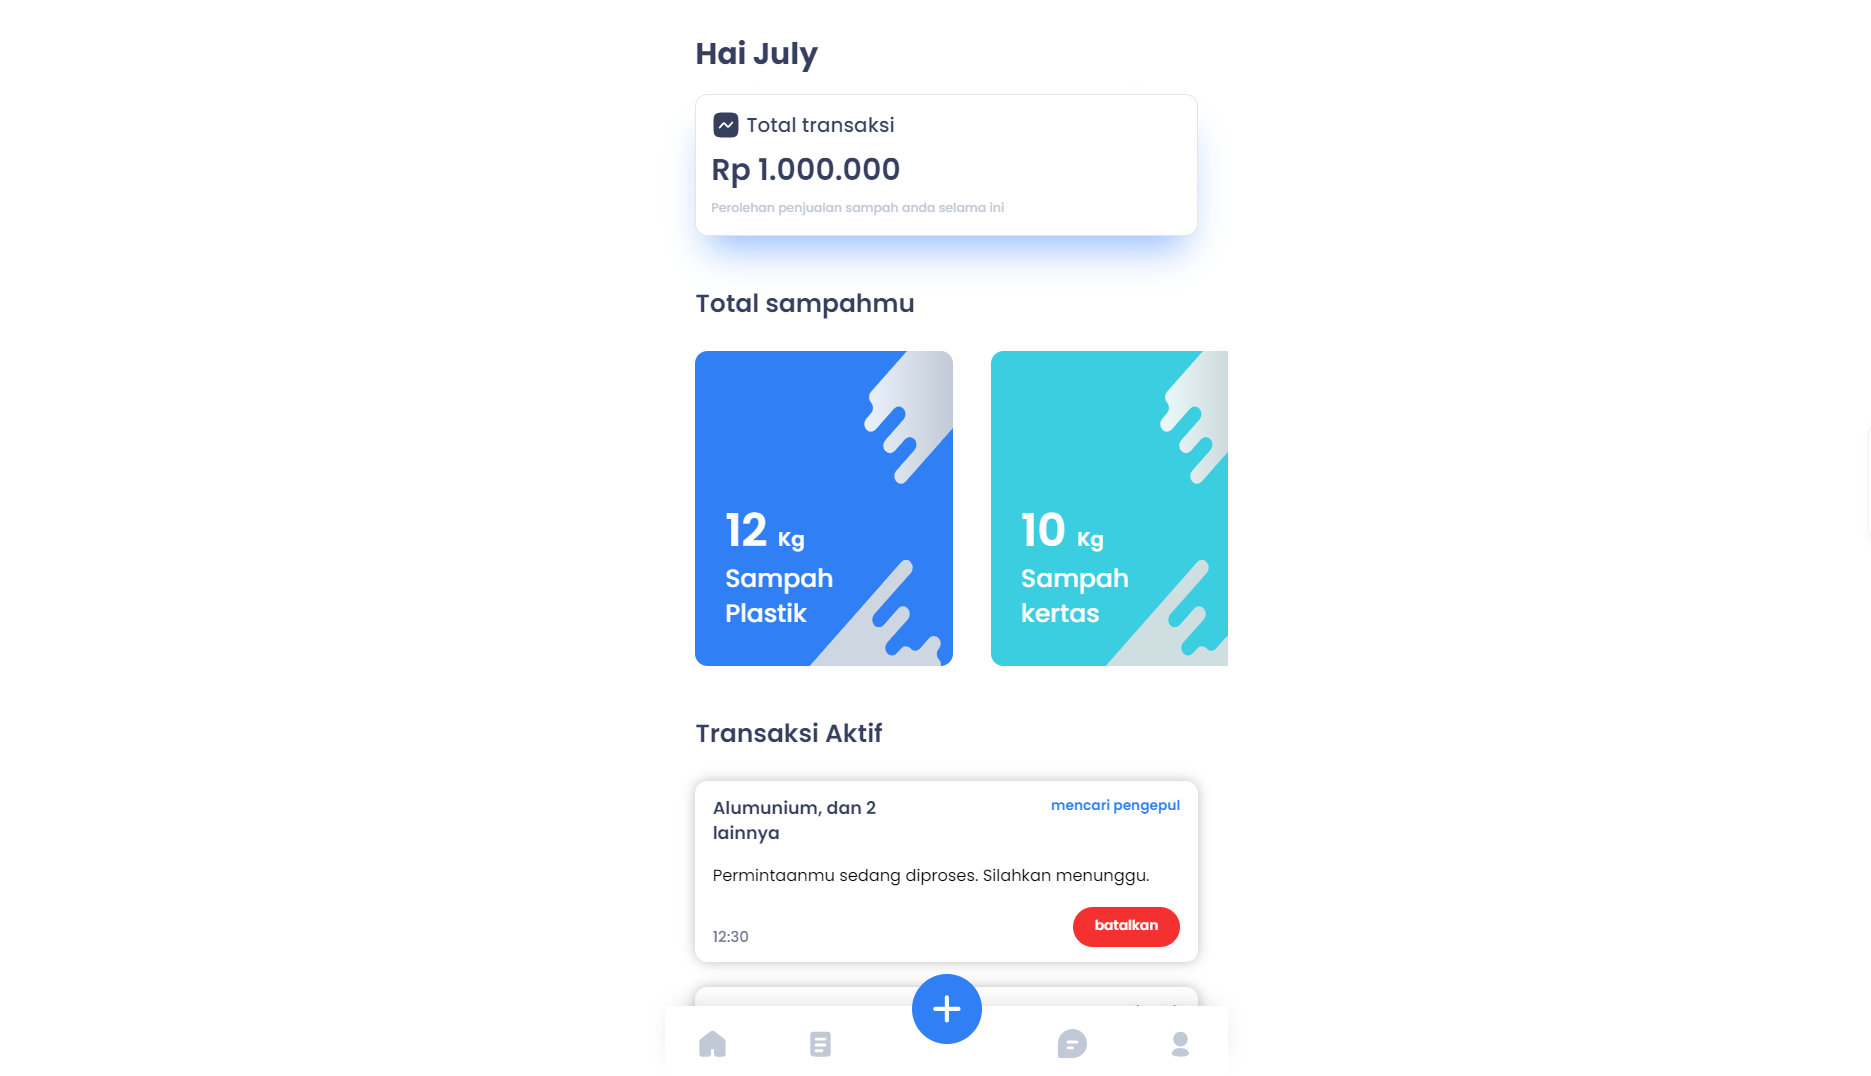 Hai July
Total transaksi
Rp 1.000.000
Perolehan penjualan sampah anda selama ini
Total sampahmu
12 Kg
Sampah
Plastik
10 Kg
Sampah
kertas
Transaksi Aktif
Alumunium, dan 2
lainnya
mencari pengepul
Permintaanmu sedang diproses. Silahkan menunggu.
12:30
batalkan